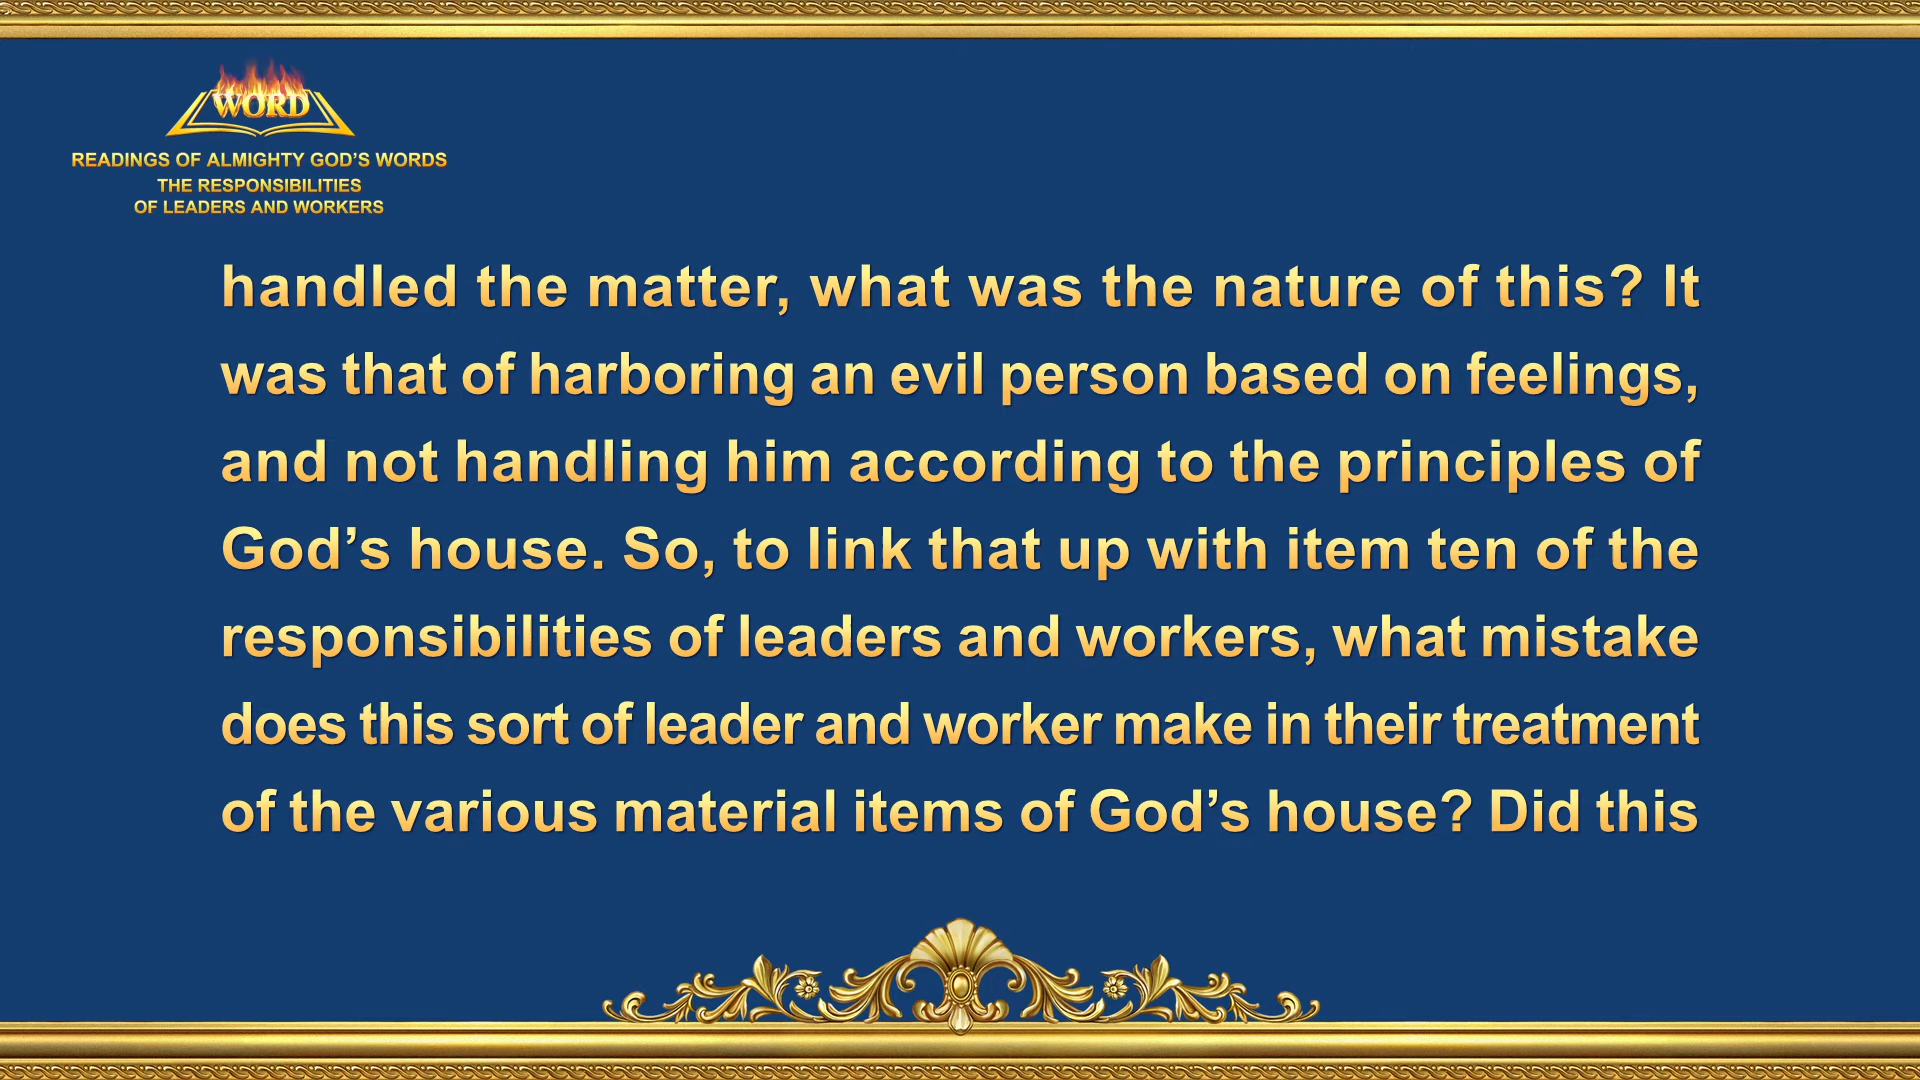 WORD
READINGS OF ALMIGHTY GOD’S WORDS
THE RESPONSIBILITIES
OF LEADERS AND WORKERS
handled the matter, what was the nature of this? It
was that of harboring an evil person based on feelings,
and not handling him according to the principles of
God’s house. So, to link that up with item ten of the
responsibilities of leaders and workers, what mistake
does this sort of leader and worker make in their treatment
of the various material items of God’s house? Did this